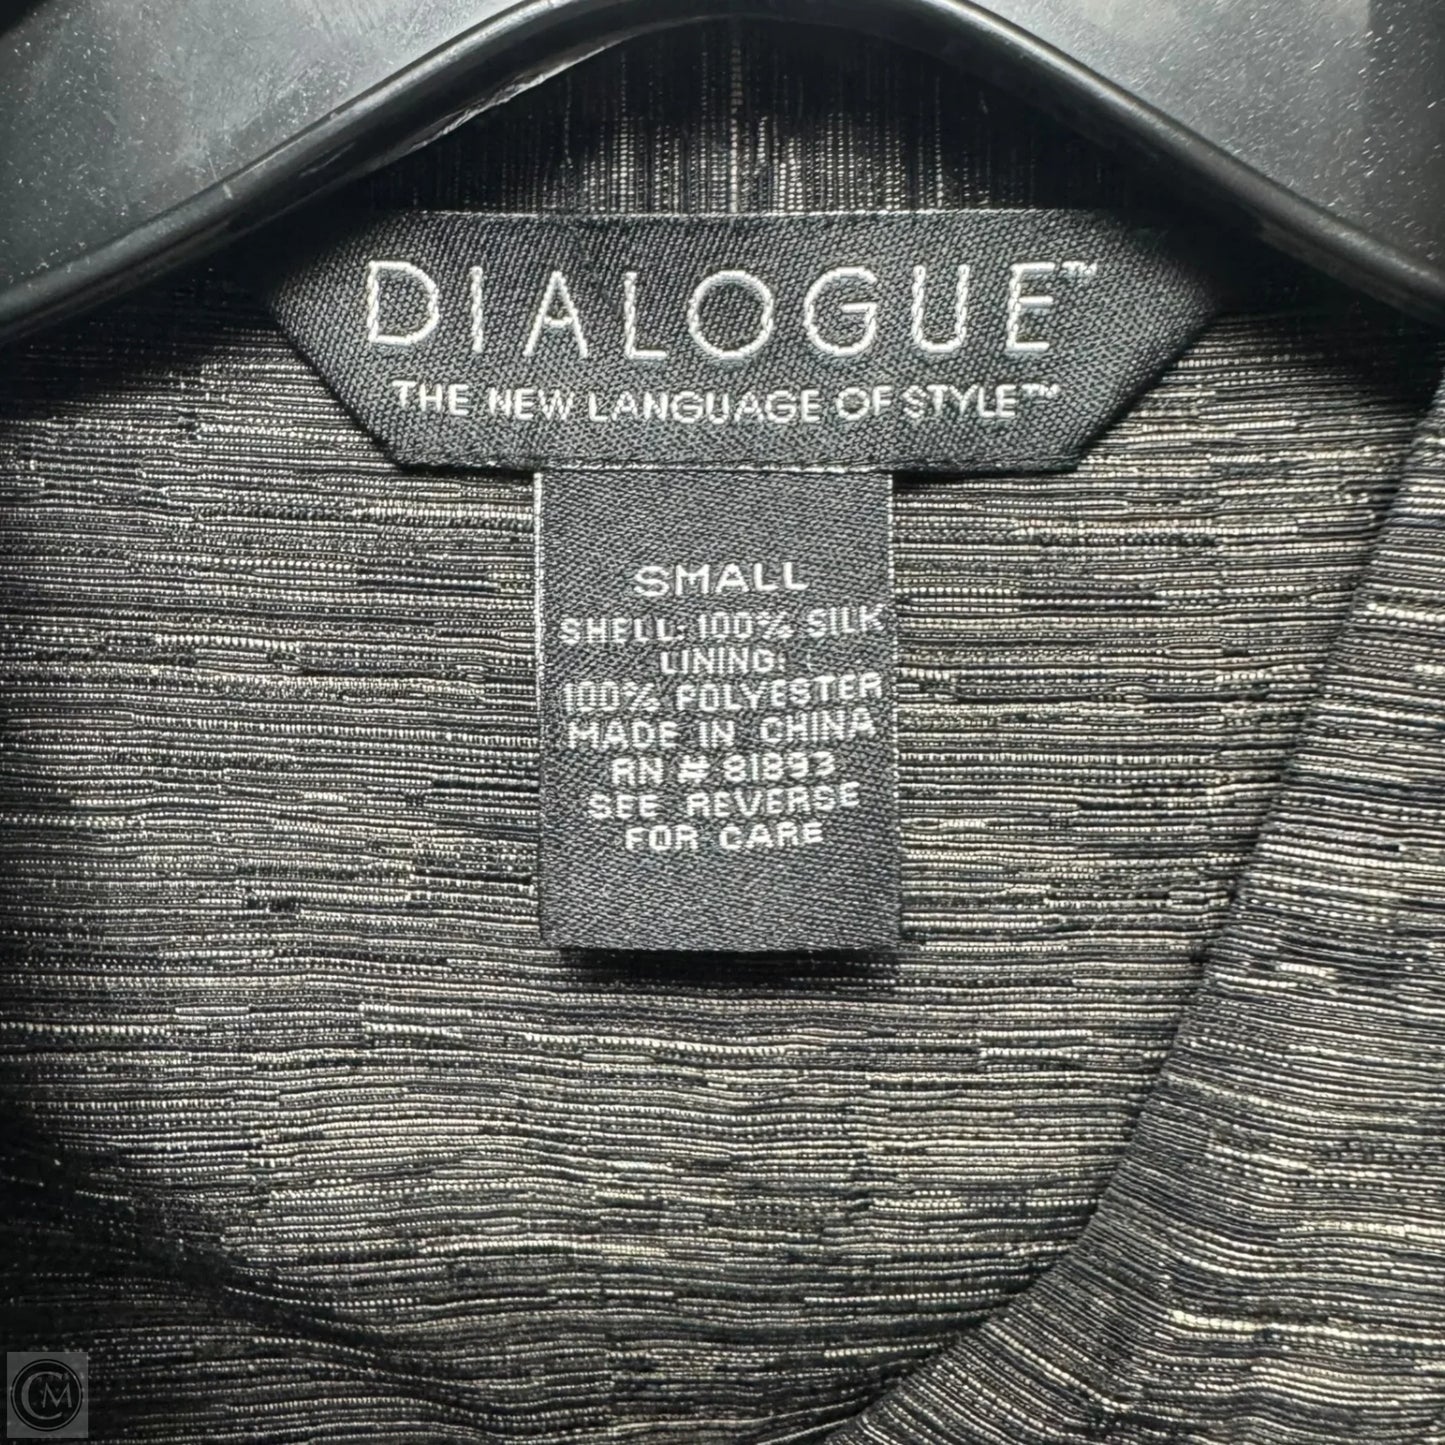 DIALOGUE™
THE NEW LANGUAGE OF STYLE™
SMALL
SHELL: 100% SILK
LINING:
100% POLYESTER
MADE IN CHINA
RN # 81893
SEE REVERSE
FOR CARE
CM